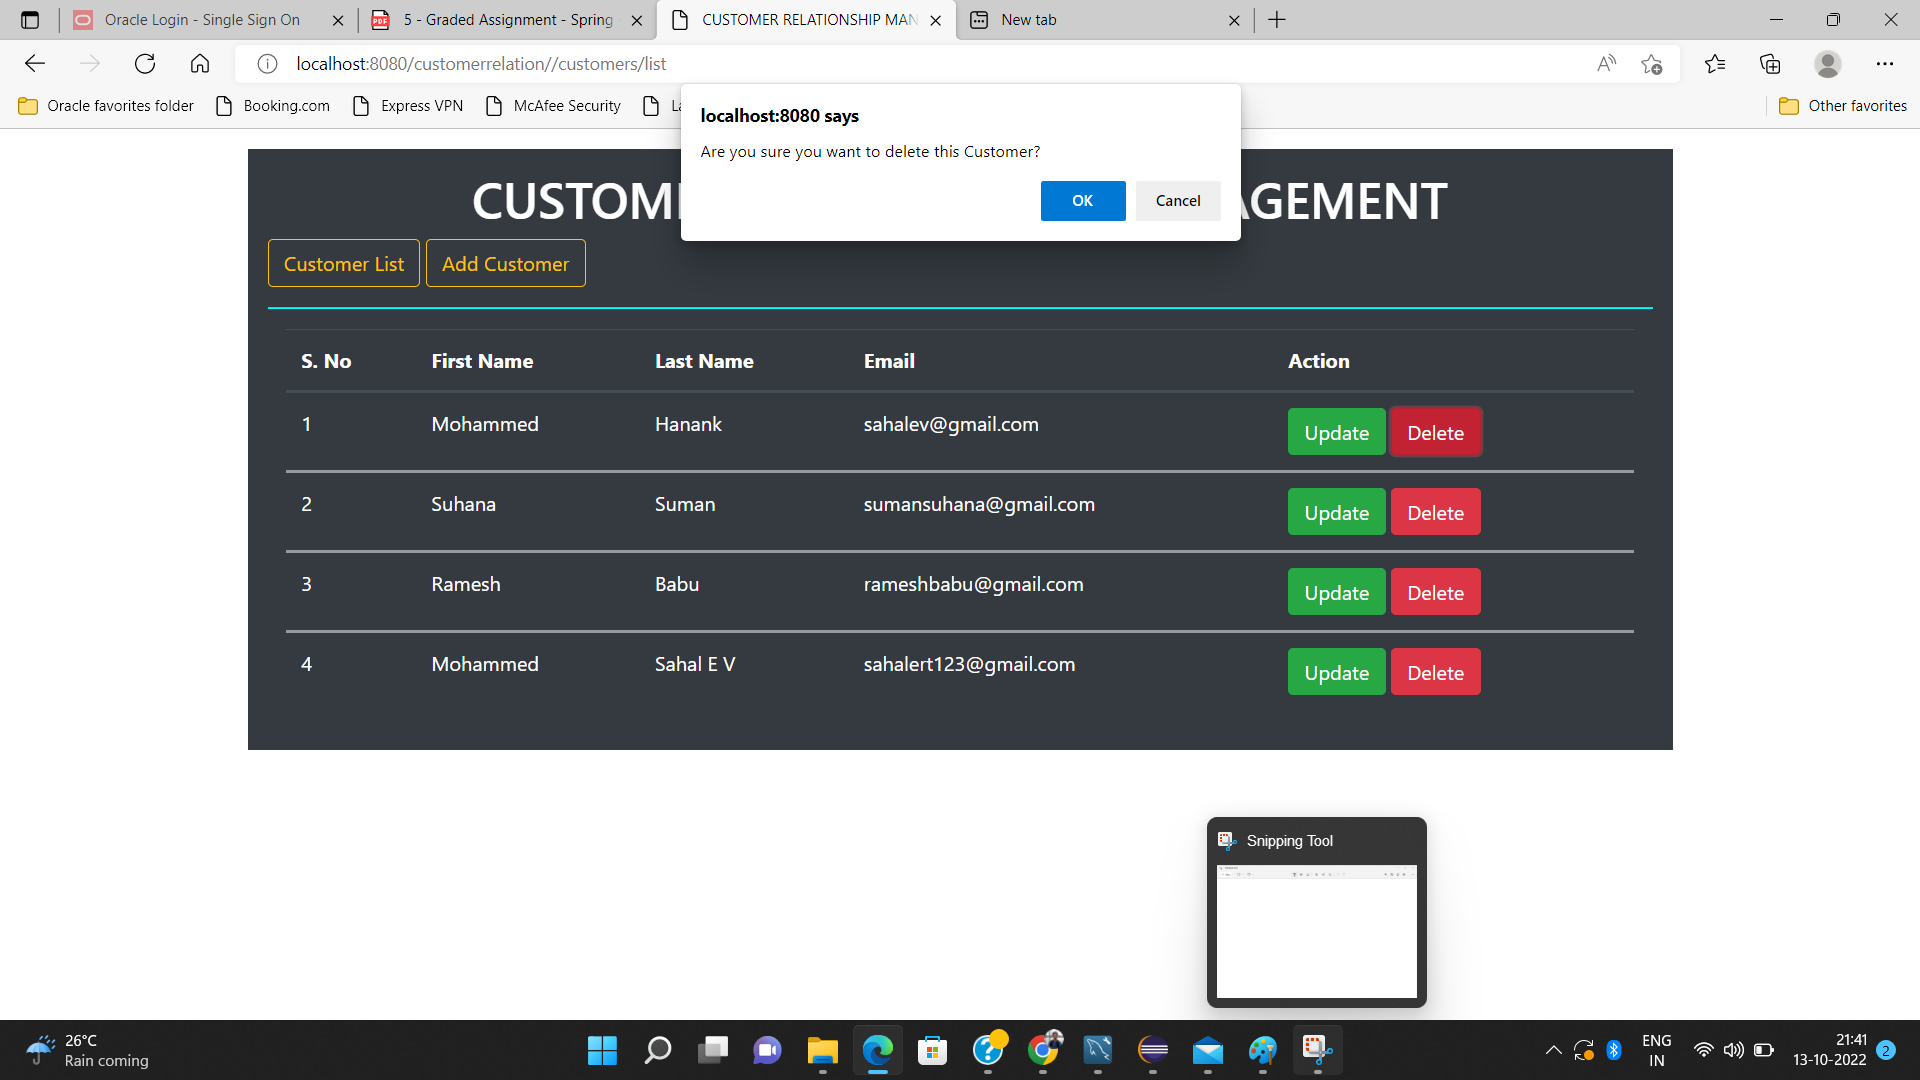 Oracle Login - Single Sign On
5 - Graded Assignment - Spring
CUSTOMER RELATIONSHIP MAN
New tab
localhost:8080/customerrelation//customers/list
Oracle favorites folder
Booking.com
Express VPN
McAfee Security
Other favorites
localhost:8080 says
Are you sure you want to delete this Customer?
OK
Cancel
CUSTOM
AGEMENT
Customer List
Add Customer
S. No First Name Last Name Email Action
1 Mohammed Hanank sahalev@gmail.com Update Delete
2 Suhana Suman sumansuhana@gmail.com Update Delete
3 Ramesh Babu rameshbabu@gmail.com Update Delete
4 Mohammed Sahal E V sahalert123@gmail.com Update Delete
Snipping Tool
26°C
Rain coming
ENG
IN
21:41
13-10-2022
2